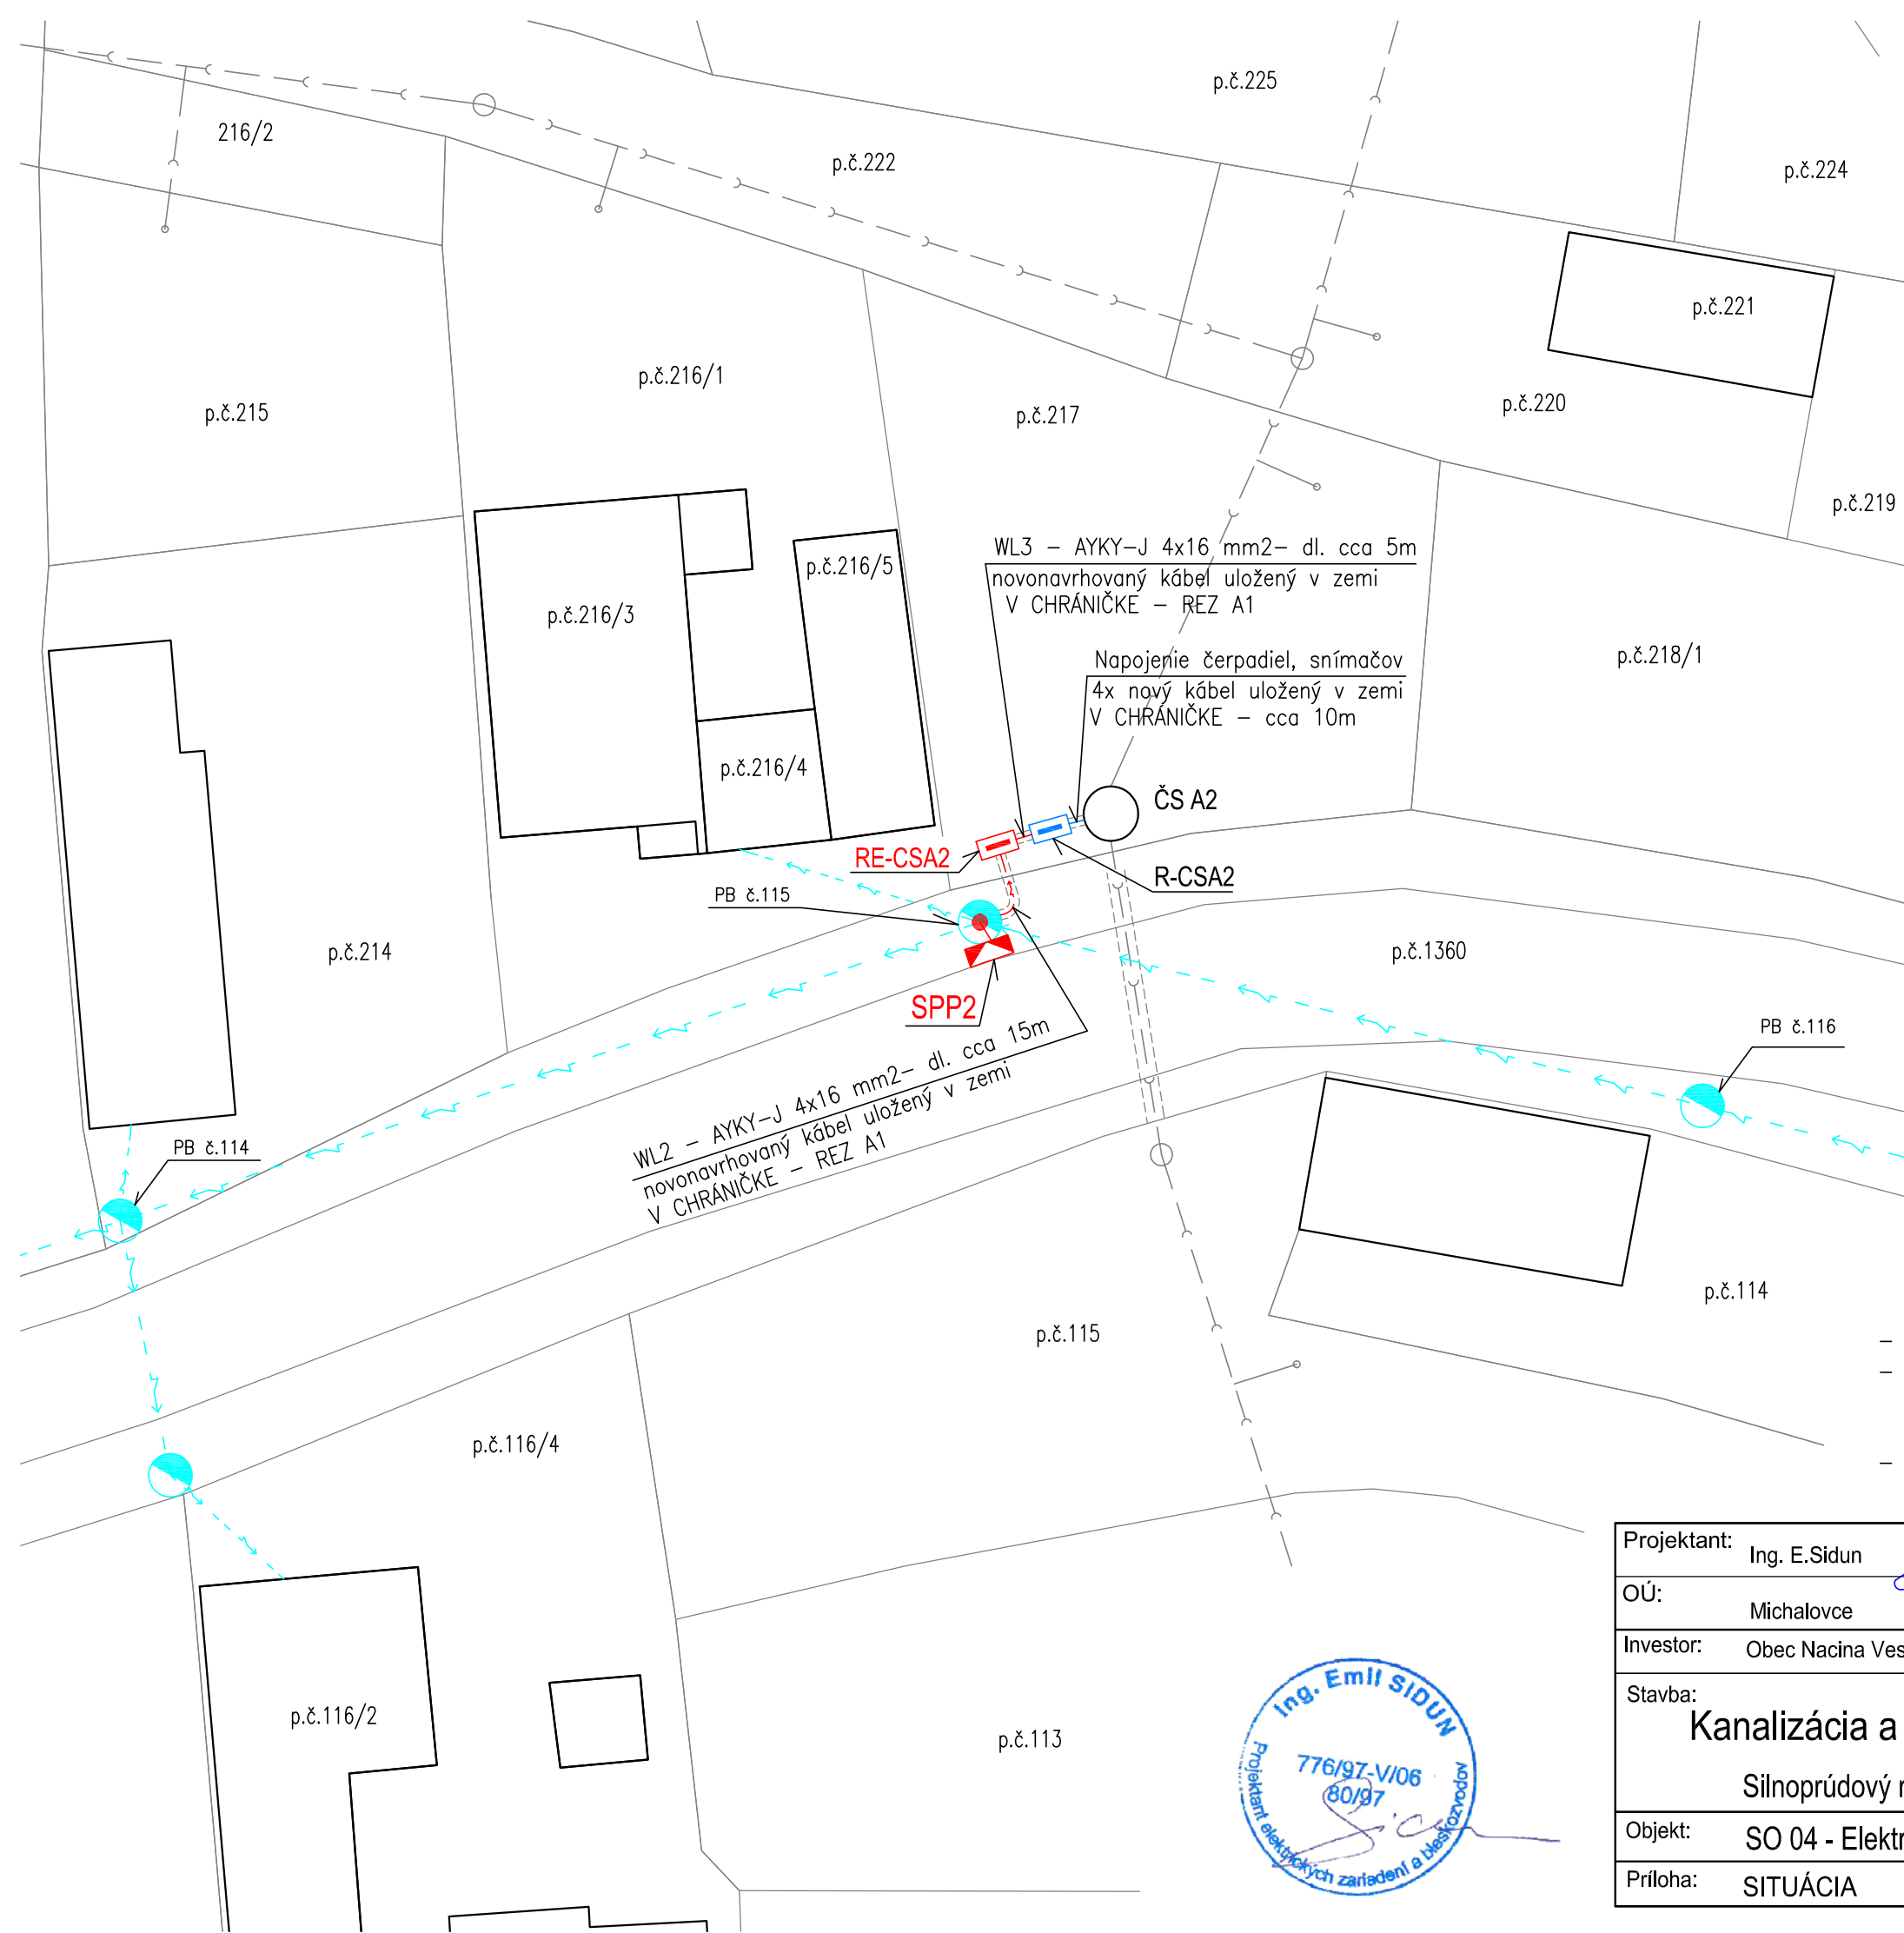 p.č.225
216/2
p.č.222
p.č.224
p.č.221
p.č.216/1
p.č.215
p.č.217
p.č.220
p.č.219
WL3 – AYKY–J 4x16 mm2– dl. cca 5m
novonavrhovaný kábel uložený v zemi
V CHRÁNIČKE – REZ A1
p.č.216/5
p.č.216/3
p.č.218/1
Napojenie čerpadiel, snímačov
4x nový kábel uložený v zemi
V CHRÁNIČKE – cca 10m
p.č.216/4
ČS A2
RE-CSA2
R-CSA2
PB č.115
p.č.214
p.č.1360
SPP2
PB č.116
WL2 – AYKY–J 4x16 mm2– dl. cca 15m
novonavrhovaný kábel uložený v zemi
V CHRÁNIČKE – REZ A1
PB č.114
p.č.114
p.č.115
–
–
p.č.116/4
–
p.č.116/2
p.č.113
Ing. Emil SIDUN
776/97-V/06
80/97
Projektant elektrických zariadení a bleskozvodov
Projektant: Ing. E.Sidun
OÚ: Michalovce
Investor: Obec Nacina Ves
Stavba:
Kanalizácia a
Silnoprúdový r
Objekt: SO 04 - Elektr
Príloha: SITUÁCIA